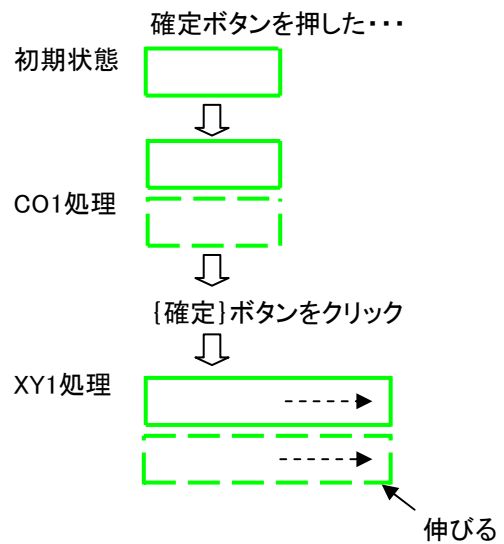 確定ボタンを押した・・・
初期状態
CO1処理
{確定}ボタンをクリック
XY1処理
伸びる